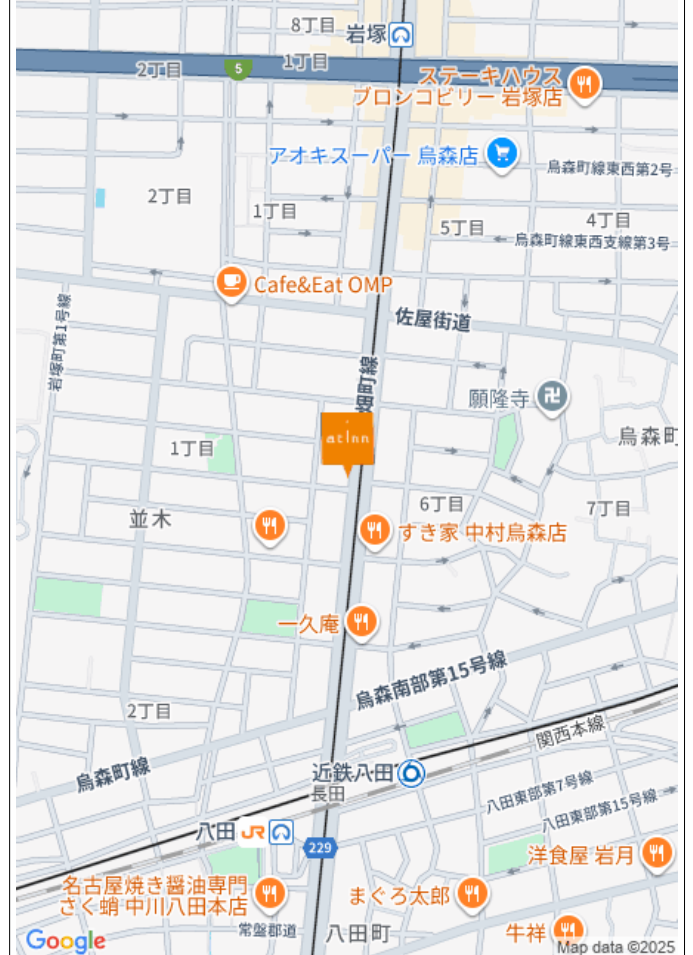 8丁目
岩塚
1丁目
2丁目
5
ステーキハウス
ブロンコビリー 岩塚店
アオキスーパー 烏森店
烏森町線東西第2号
2丁目
1丁目
4丁目
5丁目
烏森町線東西支線第3号
Cafe&Eat OMP
佐屋街道
岩塚町第1号線
畑町線
願隆寺
卍
at inn
烏森町
1丁目
6丁目
7丁目
並木
すき家 中村烏森店
一久庵
烏森南部第15号線
2丁目
関西本線
烏森町線
近鉄八田
長田
八田東部第7号線
八田東部第15号線
八田 JR
229
洋食屋 岩月
名古屋焼き醤油専門
さく蛸 中川八田本店
まぐろ太郎
常盤郡道
八田町
牛祥
Google
Map data ©2025